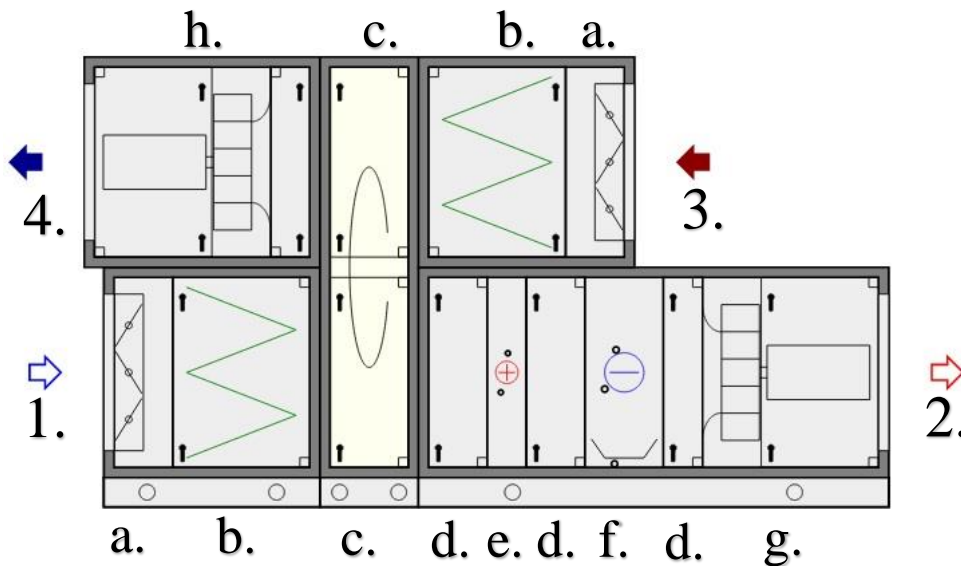 h. c. b. a.
4. 3.
1. 2.
a. b. c. d. e. d. f. d. g.